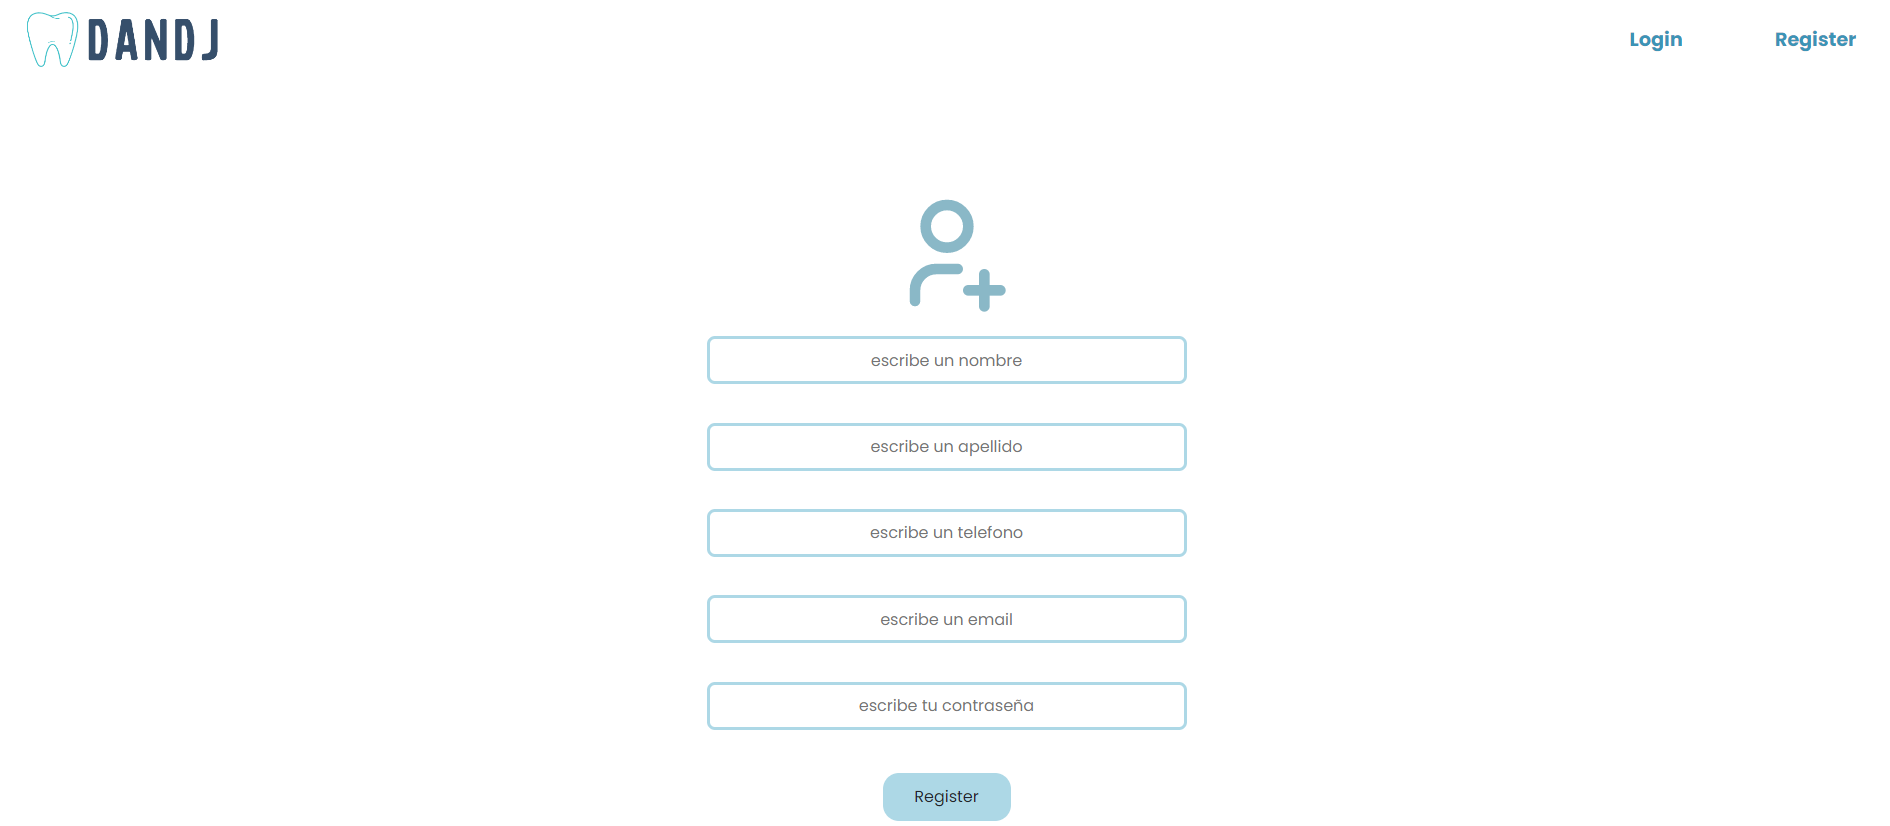 DANDJ
Login
Register
escribe un nombre
escribe un apellido
escribe un telefono
escribe un email
escribe tu contraseña
Register